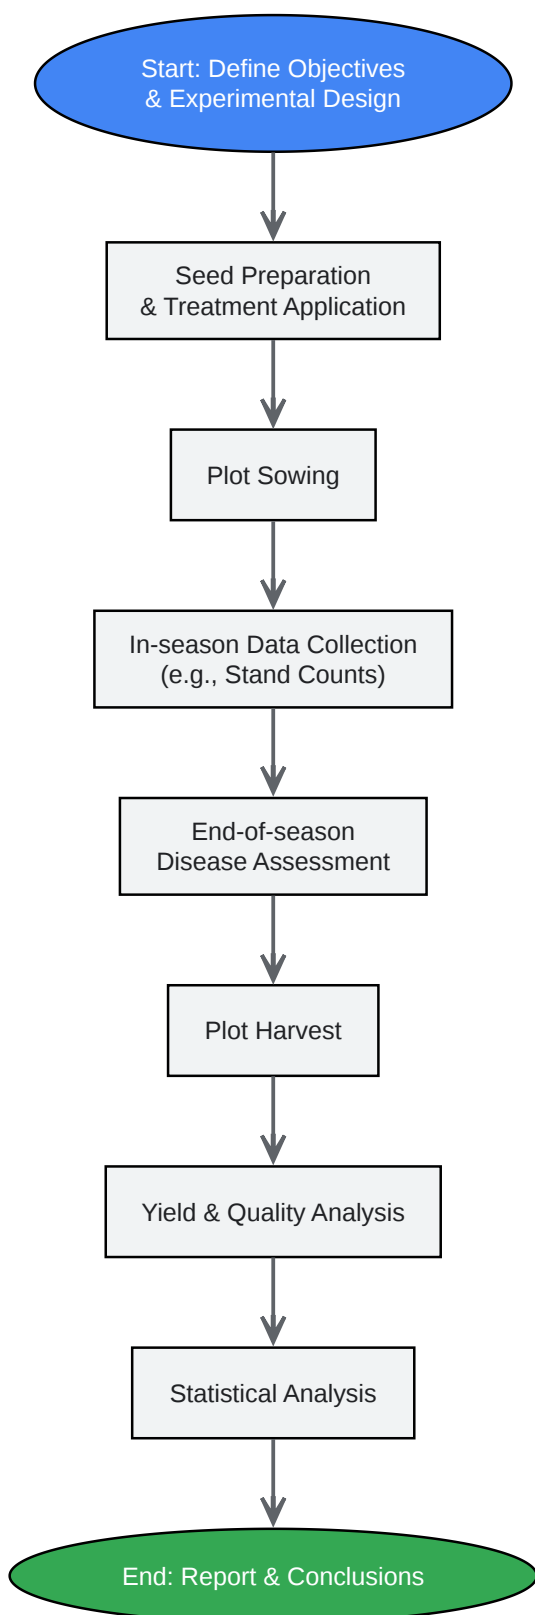 Start: Define Objectives
& Experimental Design
Seed Preparation
& Treatment Application
Plot Sowing
In-season Data Collection
(e.g., Stand Counts)
End-of-season
Disease Assessment
Plot Harvest
Yield & Quality Analysis
Statistical Analysis
End: Report & Conclusions